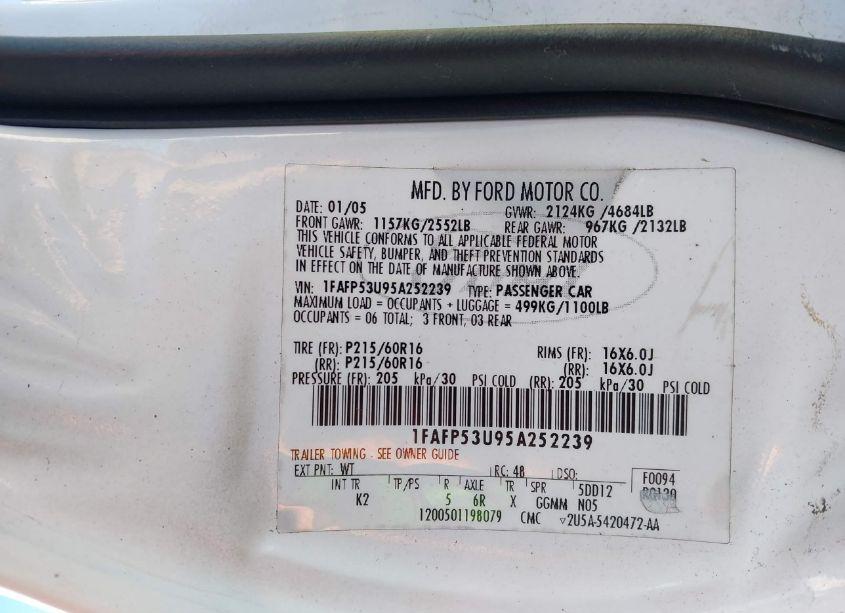 MFD. BY FORD MOTOR CO.
DATE: 01/05 GVWR: 2124KG /4684LB
FRONT GAWR: 1157KG/2552LB REAR GAWR: 967KG /2132LB
THIS VEHICLE CONFORMS TO ALL APPLICABLE FEDERAL MOTOR
VEHICLE SAFETY, BUMPER, AND THEFT PREVENTION STANDARDS
IN EFFECT ON THE DATE OF MANUFACTURE SHOWN ABOVE.
VIN: 1FAFP53U95A252239 TYPE: PASSENGER CAR
MAXIMUM LOAD = OCCUPANTS + LUGGAGE = 499KG/1100LB
OCCUPANTS = 06 TOTAL; 3 FRONT, 03 REAR
TIRE (FR): P215/60R16 RIMS (FR): 16X6.0J
(RR): P215/60R16 (RR): 16X6.0J
PRESSURE (FR): 205 kPa/30 PSI COLD (RR): 205 kPa/30 PSI COLD
1FAFP53U95A252239
TRAILER TOWING - SEE OWNER GUIDE
EXT PNT: WT RC: 48 DSO: F0094
INT TR TP/PS R AXLE TR SPR 5DD12
K2 5 6R X GGMM N05
1200501198079 CMC ▽2U5A-5420472-AA